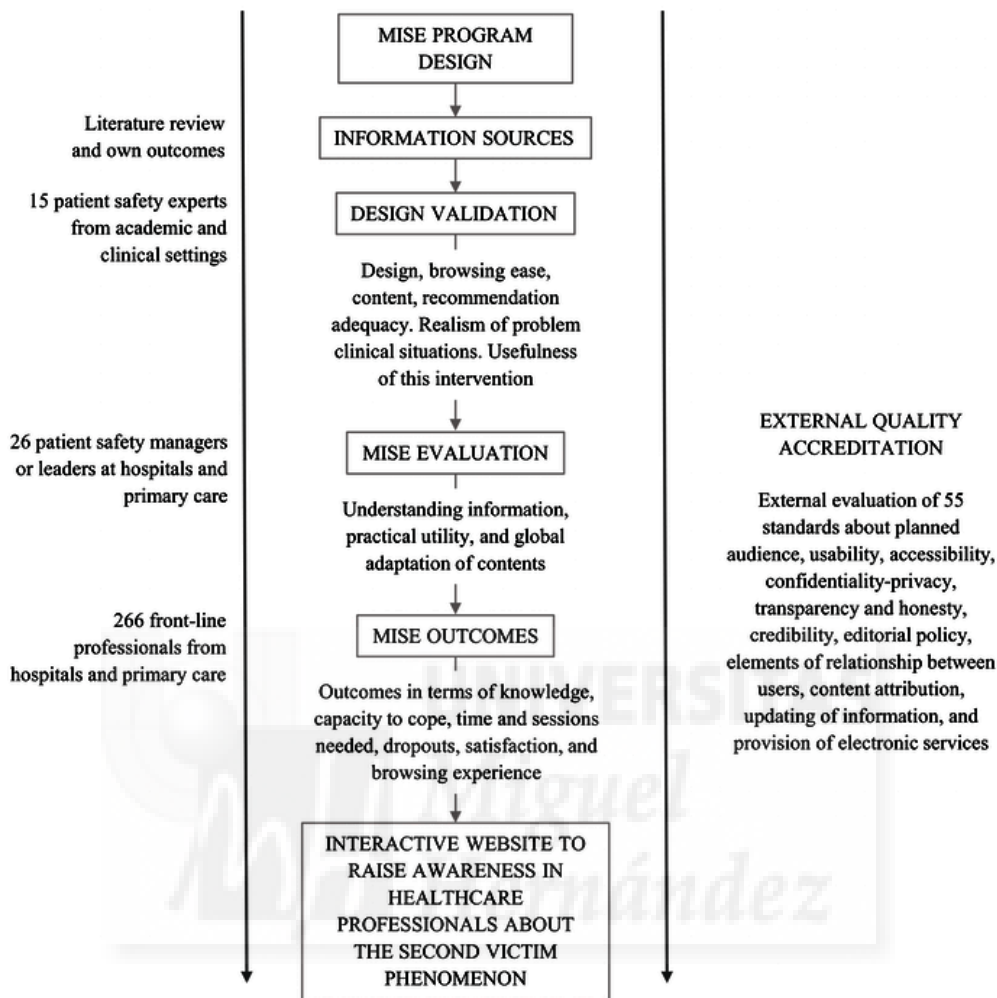 MISE PROGRAM
DESIGN
Literature review
and own outcomes
INFORMATION SOURCES
15 patient safety experts
from academic and
clinical settings
DESIGN VALIDATION
Design, browsing ease,
content, recommendation
adequacy. Realism of problem
clinical situations. Usefulness
of this intervention
26 patient safety managers
or leaders at hospitals and
primary care
MISE EVALUATION
Understanding information,
practical utility, and global
adaptation of contents
266 front-line
professionals from
hospitals and primary care
MISE OUTCOMES
Outcomes in terms of knowledge,
capacity to cope, time and sessions
needed, dropouts, satisfaction, and
browsing experience
INTERACTIVE WEBSITE TO
RAISE AWARENESS IN
HEALTHCARE
PROFESSIONALS ABOUT
THE SECOND VICTIM
PHENOMENON
EXTERNAL QUALITY
ACCREDITATION
External evaluation of 55
standards about planned
audience, usability, accessibility,
confidentiality-privacy,
transparency and honesty,
credibility, editorial policy,
elements of relationship between
users, content attribution,
updating of information, and
provision of electronic services
UNIVERSITAS
Miguel
Hernández